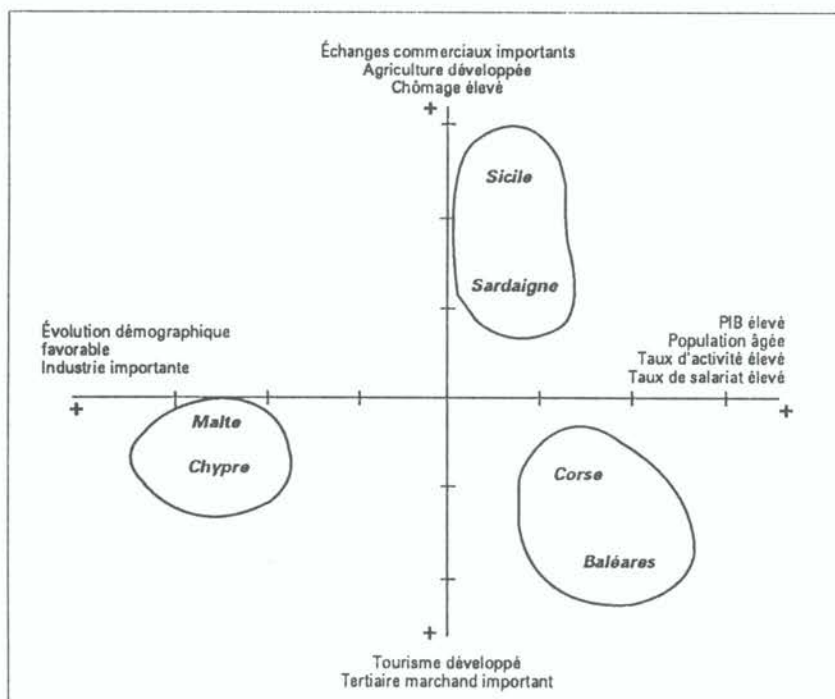 Échanges commerciaux importants
Agriculture développée
Chômage élevé
+
Sicile
Sardaigne
Évolution démographique
favorable
Industrie importante
PIB élevé
Population âgée
Taux d'activité élevé
Taux de salariat élevé
+
+
Malte
Chypre
Corse
Baléares
+
Tourisme développé
Tertiaire marchand important